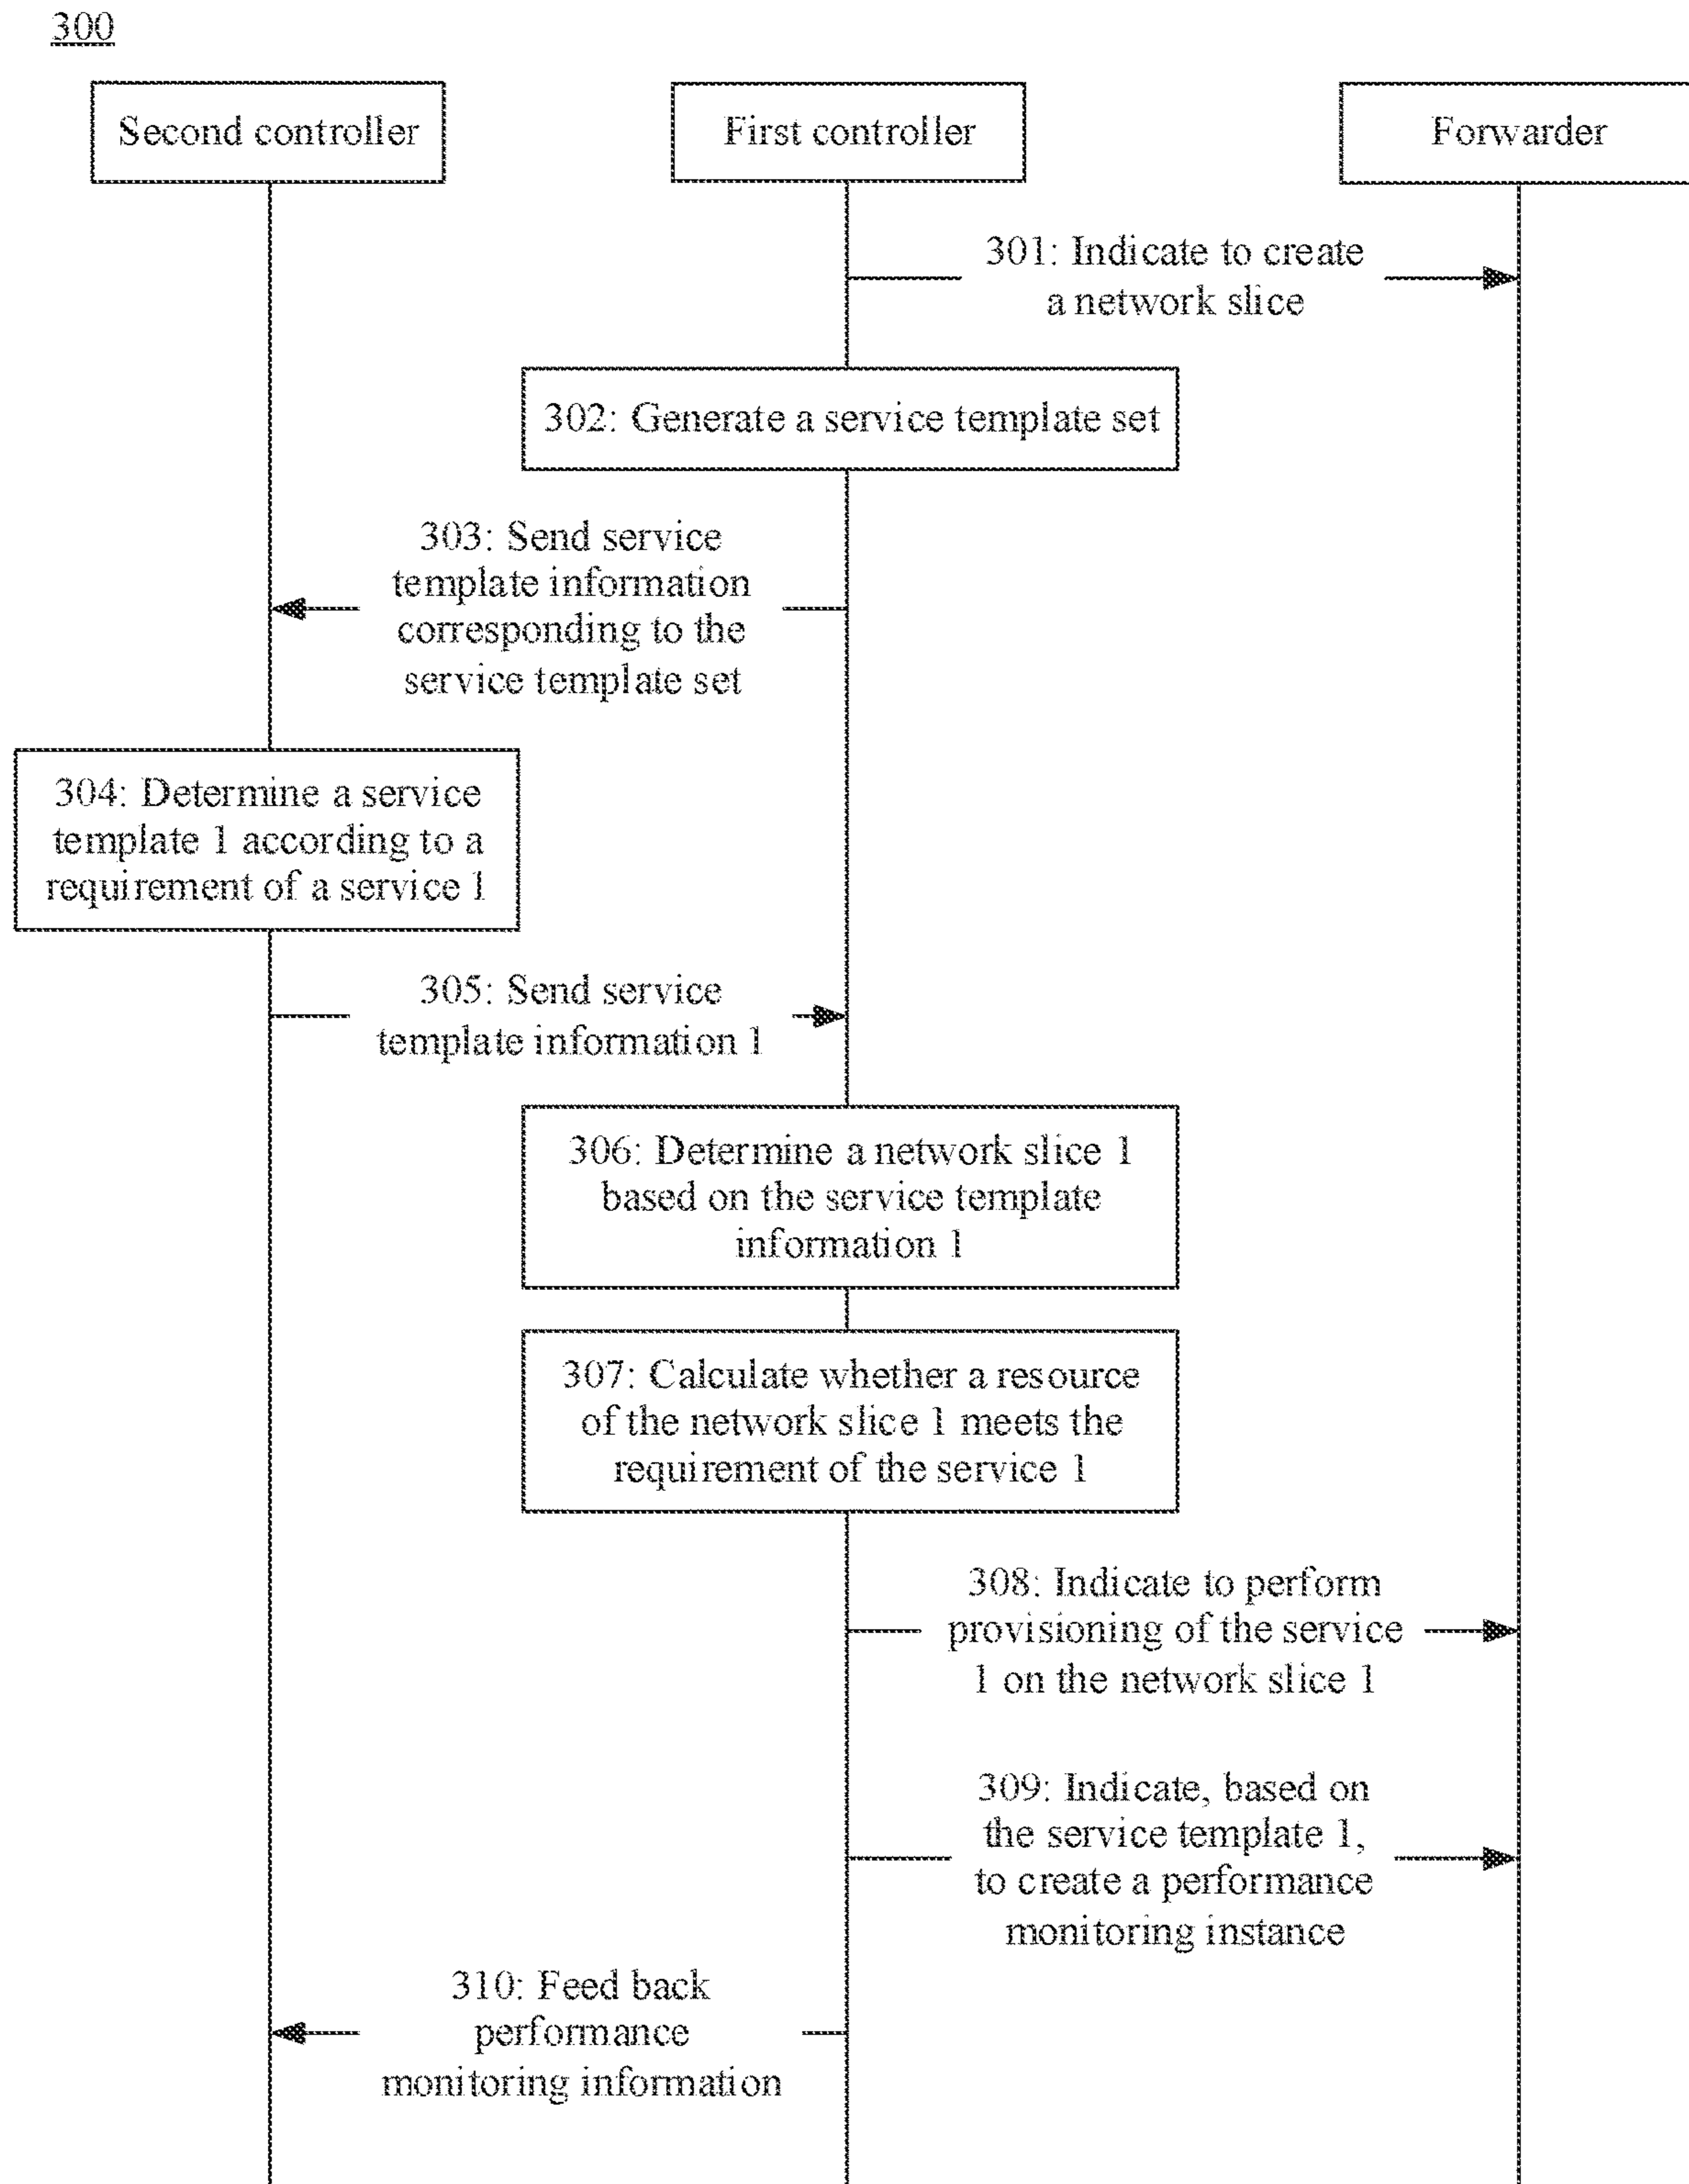 300
Second controller
First controller
Forwarder
301: Indicate to create
a network slice
302: Generate a service template set
303: Send service
template information
corresponding to the
service template set
304: Determine a service
template 1 according to a
requirement of a service 1
305: Send service
template information 1
306: Determine a network slice 1
based on the service template
information 1
307: Calculate whether a resource
of the network slice 1 meets the
requirement of the service 1
308: Indicate to perform
provisioning of the service
1 on the network slice 1
309: Indicate, based on
the service template 1,
to create a performance
monitoring instance
310: Feed back
performance
monitoring information